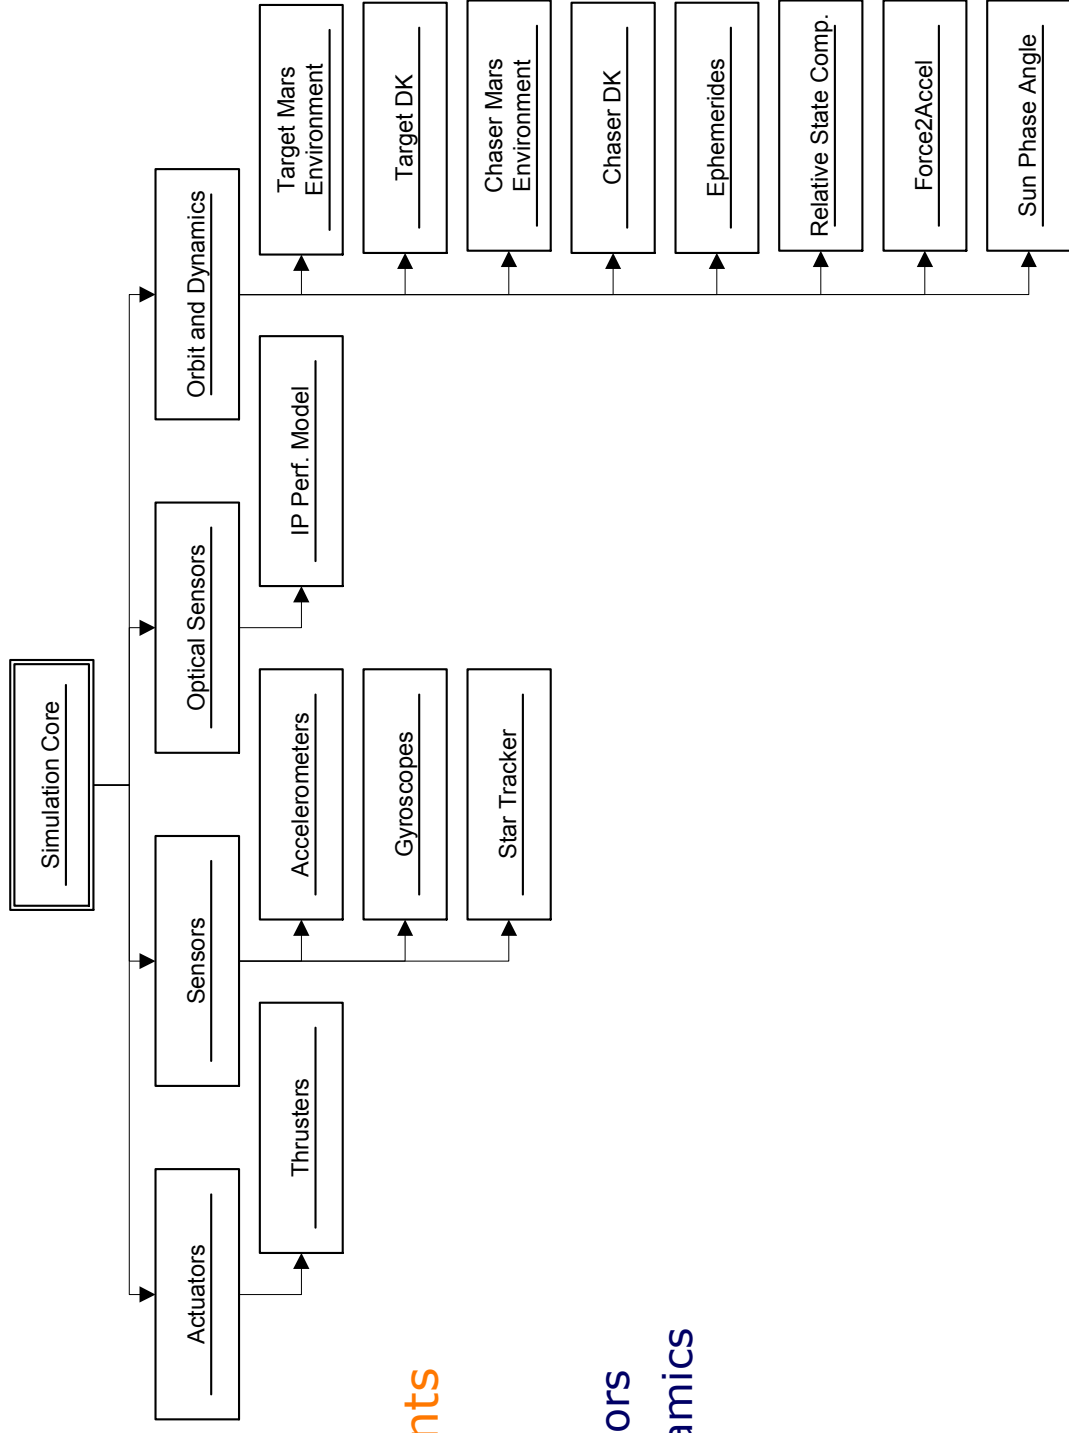 Simulation Core
Actuators
Sensors
Optical Sensors
Orbit and Dynamics
Thrusters
Accelerometers
Gyroscopes
Star Tracker
IP Perf. Model
Target Mars
Environment
Target DK
Chaser Mars
Environment
Chaser DK
Ephemerides
Relative State Comp.
Force2Accel
Sun Phase Angle
nts
ors
amics